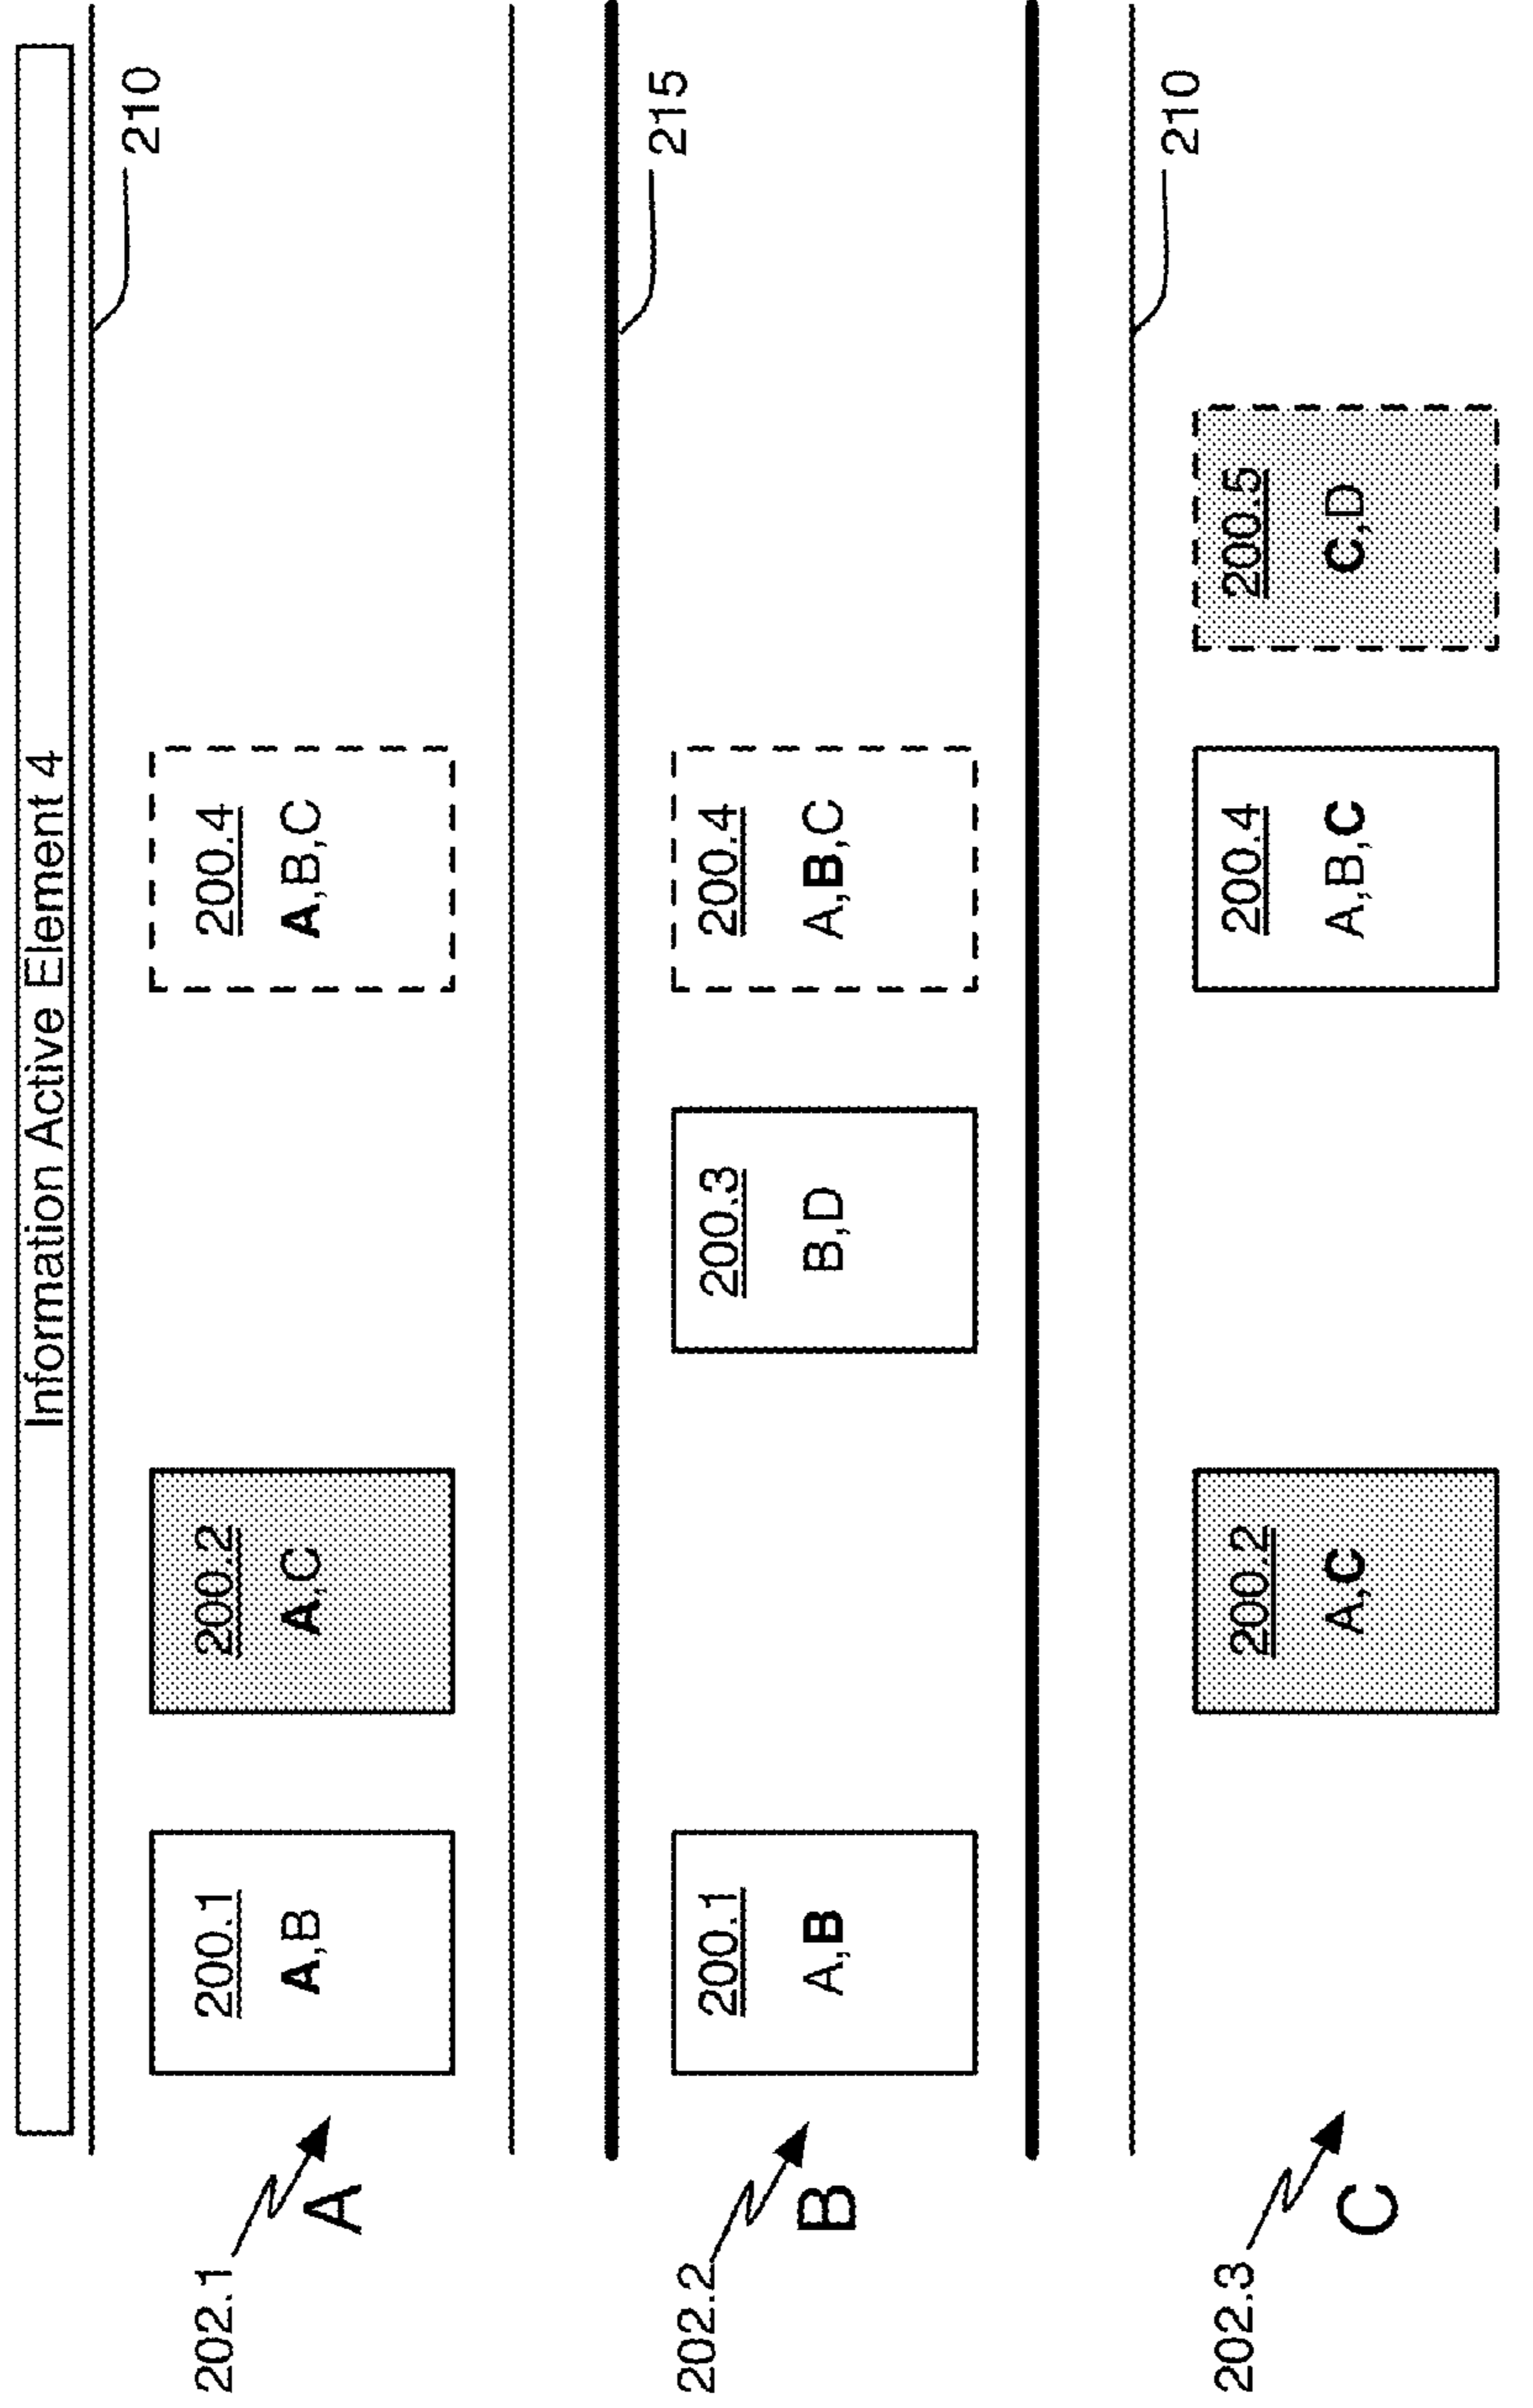 Information Active Element 4
210
202.1
A
200.1
A,B
200.2
A,C
200.4
A,B,C
215
202.2
B
200.1
A,B
200.3
B,D
200.4
A,B,C
210
202.3
C
200.2
A,C
200.4
A,B,C
200.5
C,D